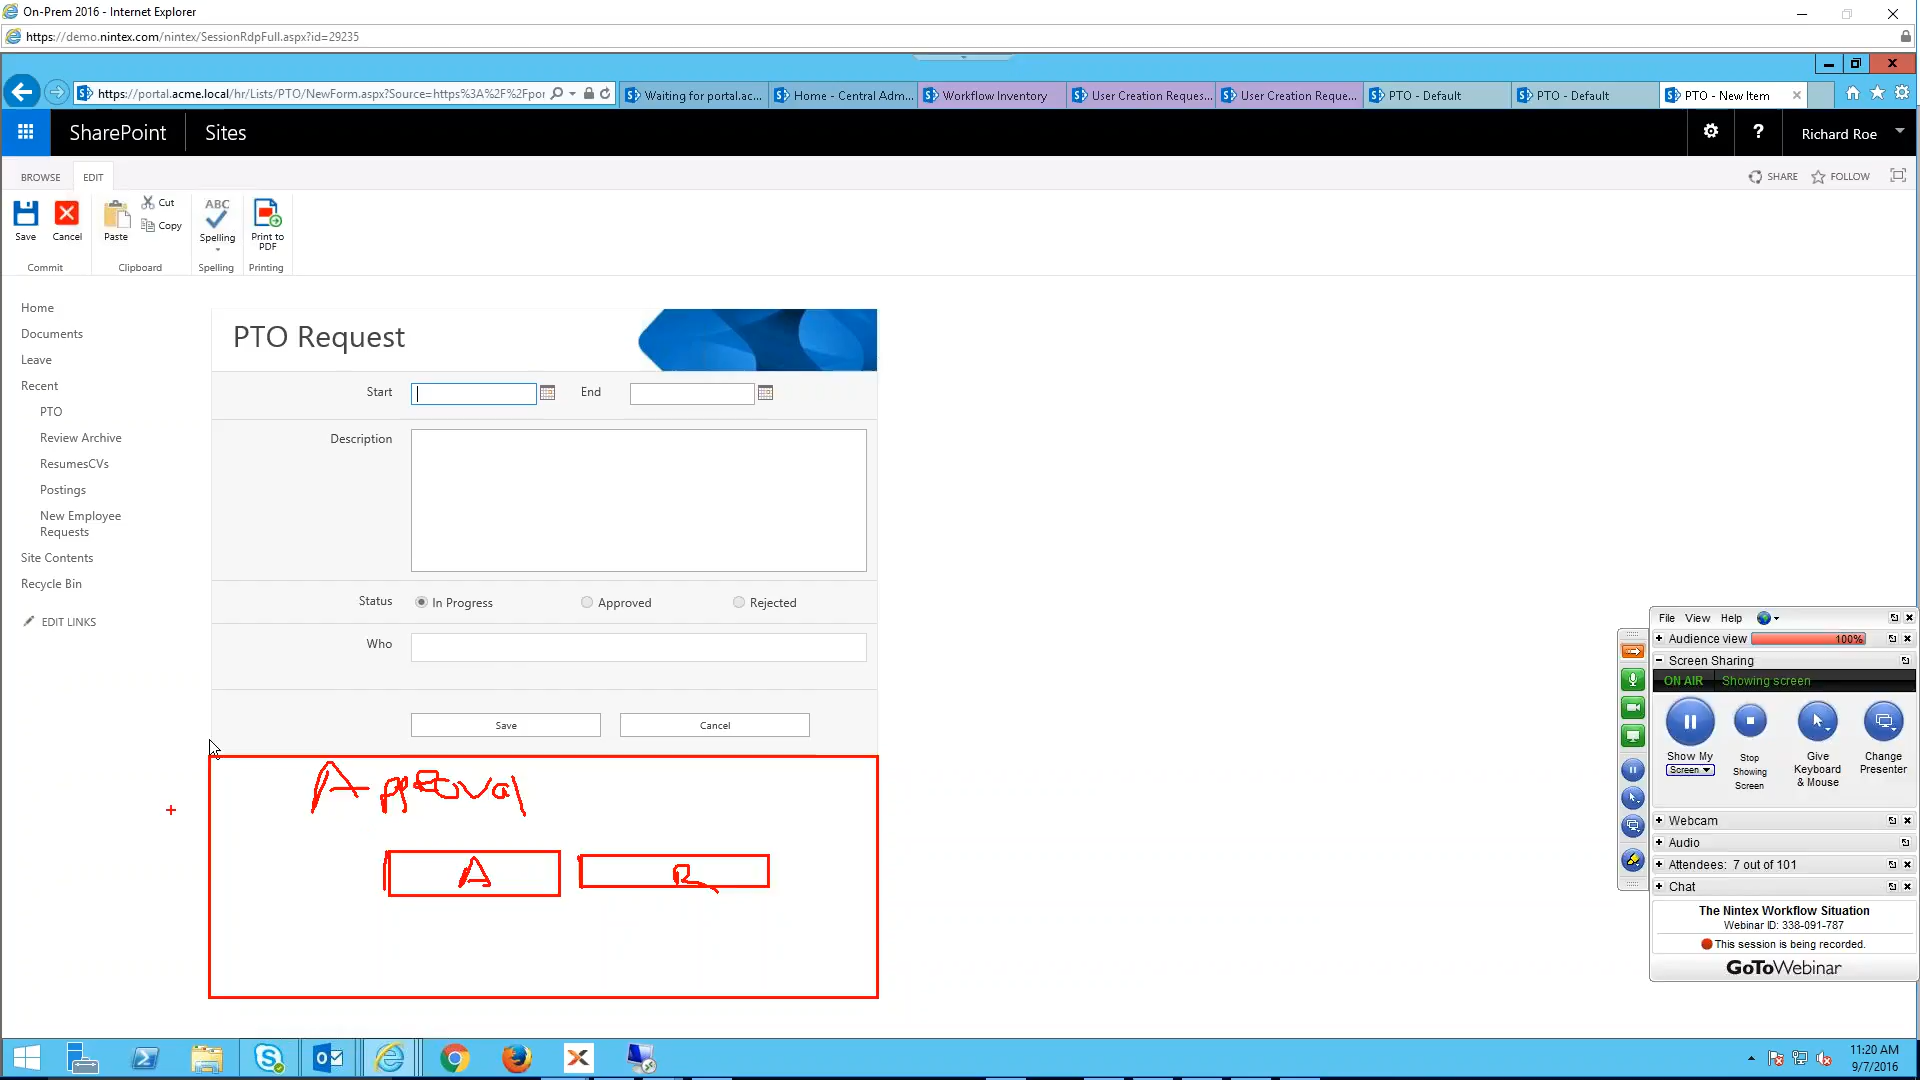 On-Prem 2016 - Internet Explorer
https://demo.nintex.com/nintex/SessionRdpFull.aspx?id=29235
https://portal.acme.local/hr/Lists/PTO/NewForm.aspx?Source=https%3A%2F%2Fpor
Waiting for portal.ac...
Home - Central Adm...
Workflow Inventory
User Creation Reques...
User Creation Reque...
PTO - Default
PTO - Default
PTO - New Item
SharePoint
Sites
? Richard Roe
BROWSE EDIT
SHARE FOLLOW
Save
Cancel
Paste
Cut
Copy
ABC
Spelling
Print to
PDF
Commit
Clipboard
Spelling
Printing
Home
Documents
Leave
Recent
PTO
Review Archive
ResumesCVs
Postings
New Employee
Requests
Site Contents
Recycle Bin
EDIT LINKS
PTO Request
Start
End
Description
Status
In Progress
Approved
Rejected
Who
Save
Cancel
Approval
A
R
File View Help
Audience view 100%
Screen Sharing
ON AIR Showing screen
Show My
Screen
Stop
Showing
Screen
Give
Keyboard
& Mouse
Change
Presenter
Webcam
Audio
Attendees: 7 out of 101
Chat
The Nintex Workflow Situation
Webinar ID: 338-091-787
This session is being recorded.
GoToWebinar
11:20 AM
9/7/2016